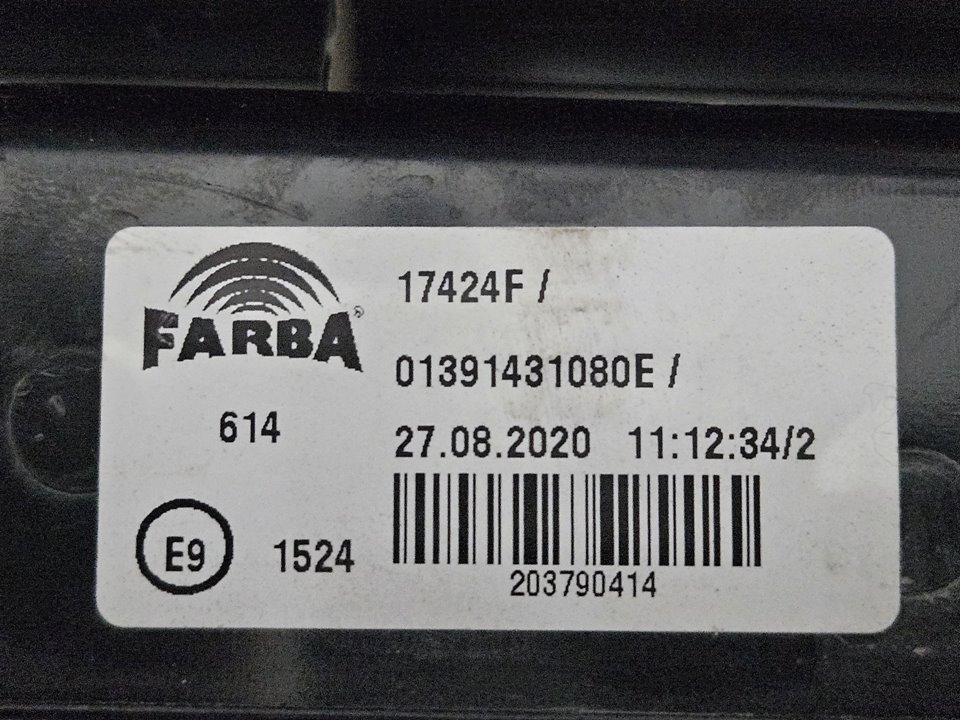 FARBA®
614
E9 1524
17424F /
01391431080E /
27.08.2020 11:12:34/2
203790414